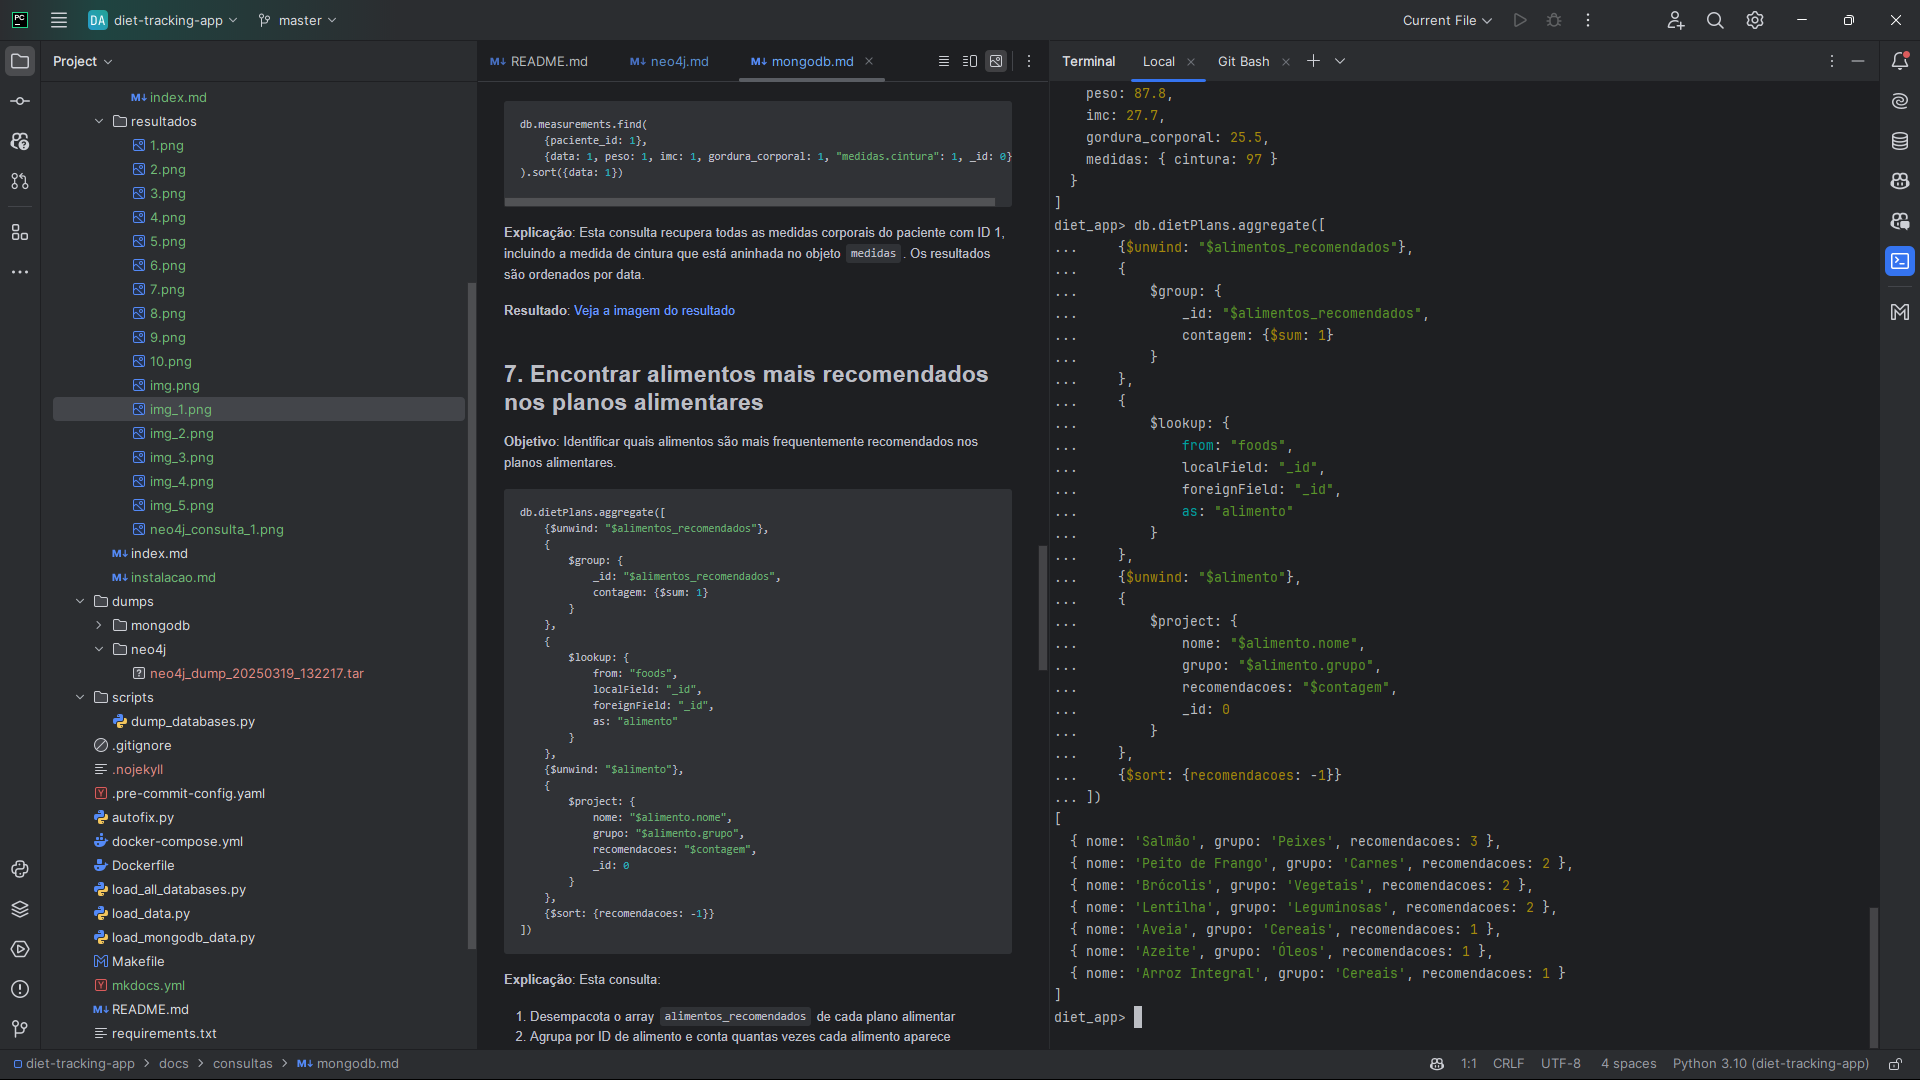 DA diet-tracking-app master Current File
Project
index.md
resultados
1.png
2.png
3.png
4.png
5.png
6.png
7.png
8.png
9.png
10.png
img.png
img_1.png
img_2.png
img_3.png
img_4.png
img_5.png
neo4j_consulta_1.png
index.md
instalacao.md
dumps
mongodb
neo4j
neo4j_dump_20250319_132217.tar
scripts
dump_databases.py
.gitignore
.nojekyll
.pre-commit-config.yaml
autofix.py
docker-compose.yml
Dockerfile
load_all_databases.py
load_data.py
load_mongodb_data.py
Makefile
mkdocs.yml
README.md
requirements.txt
README.md neo4j.md mongodb.md
db.measurements.find(
{paciente_id: 1},
{data: 1, peso: 1, imc: 1, gordura_corporal: 1, "medidas.cintura": 1, _id: 0}
).sort({data: 1})
Explicação: Esta consulta recupera todas as medidas corporais do paciente com ID 1,
incluindo a medida de cintura que está aninhada no objeto medidas . Os resultados
são ordenados por data.
Resultado: Veja a imagem do resultado
7. Encontrar alimentos mais recomendados
nos planos alimentares
Objetivo: Identificar quais alimentos são mais frequentemente recomendados nos
planos alimentares.
db.dietPlans.aggregate([
{$unwind: "$alimentos_recomendados"},
{
$group: {
_id: "$alimentos_recomendados",
contagem: {$sum: 1}
}
},
{
$lookup: {
from: "foods",
localField: "_id",
foreignField: "_id",
as: "alimento"
}
},
{$unwind: "$alimento"},
{
$project: {
nome: "$alimento.nome",
grupo: "$alimento.grupo",
recomendacoes: "$contagem",
_id: 0
}
},
{$sort: {recomendacoes: -1}}
])
Explicação: Esta consulta:
1. Desempacota o array alimentos_recomendados de cada plano alimentar
2. Agrupa por ID de alimento e conta quantas vezes cada alimento aparece
Terminal Local Git Bash
peso: 87.8,
imc: 27.7,
gordura_corporal: 25.5,
medidas: { cintura: 97 }
}
]
diet_app> db.dietPlans.aggregate([
... {$unwind: "$alimentos_recomendados"},
... {
... $group: {
... _id: "$alimentos_recomendados",
... contagem: {$sum: 1}
... }
... },
... {
... $lookup: {
... from: "foods",
... localField: "_id",
... foreignField: "_id",
... as: "alimento"
... }
... },
... {$unwind: "$alimento"},
... {
... $project: {
... nome: "$alimento.nome",
... grupo: "$alimento.grupo",
... recomendacoes: "$contagem",
... _id: 0
... }
... },
... {$sort: {recomendacoes: -1}}
... ])
[
{ nome: 'Salmão', grupo: 'Peixes', recomendacoes: 3 },
{ nome: 'Peito de Frango', grupo: 'Carnes', recomendacoes: 2 },
{ nome: 'Brócolis', grupo: 'Vegetais', recomendacoes: 2 },
{ nome: 'Lentilha', grupo: 'Leguminosas', recomendacoes: 2 },
{ nome: 'Aveia', grupo: 'Cereais', recomendacoes: 1 },
{ nome: 'Azeite', grupo: 'Óleos', recomendacoes: 1 },
{ nome: 'Arroz Integral', grupo: 'Cereais', recomendacoes: 1 }
]
diet_app>
diet-tracking-app > docs > consultas > mongodb.md 1:1 CRLF UTF-8 4 spaces Python 3.10 (diet-tracking-app)